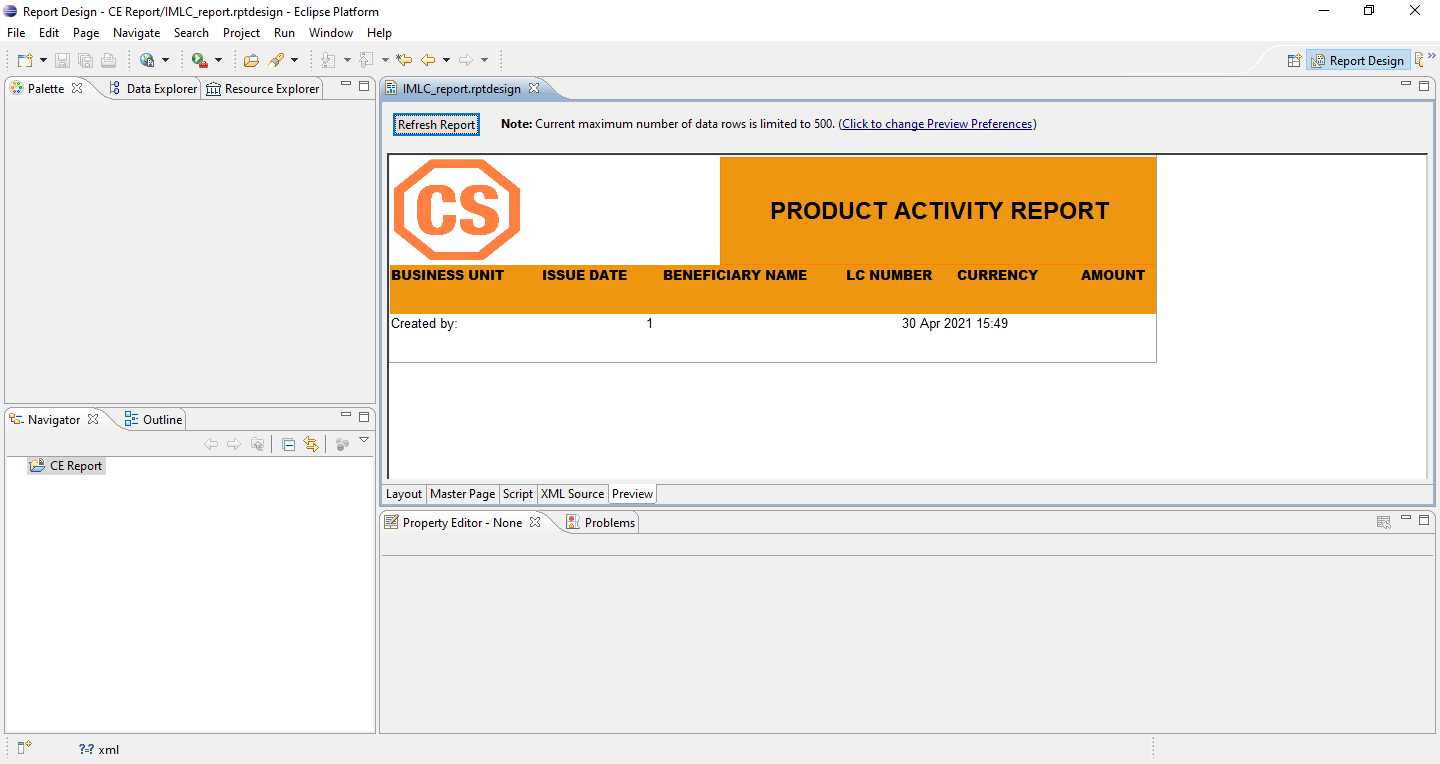 Report Design - CE Report/IMLC_report.rptdesign - Eclipse Platform
File Edit Page Navigate Search Project Run Window Help
Report Design
Palette Data Explorer Resource Explorer
IMLC_report.rptdesign
Refresh Report Note: Current maximum number of data rows is limited to 500. (Click to change Preview Preferences)
CS
PRODUCT ACTIVITY REPORT
BUSINESS UNIT ISSUE DATE BENEFICIARY NAME LC NUMBER CURRENCY AMOUNT
Created by: 1 30 Apr 2021 15:49
Navigator Outline
CE Report
Layout Master Page Script XML Source Preview
Property Editor - None Problems
?=? xml